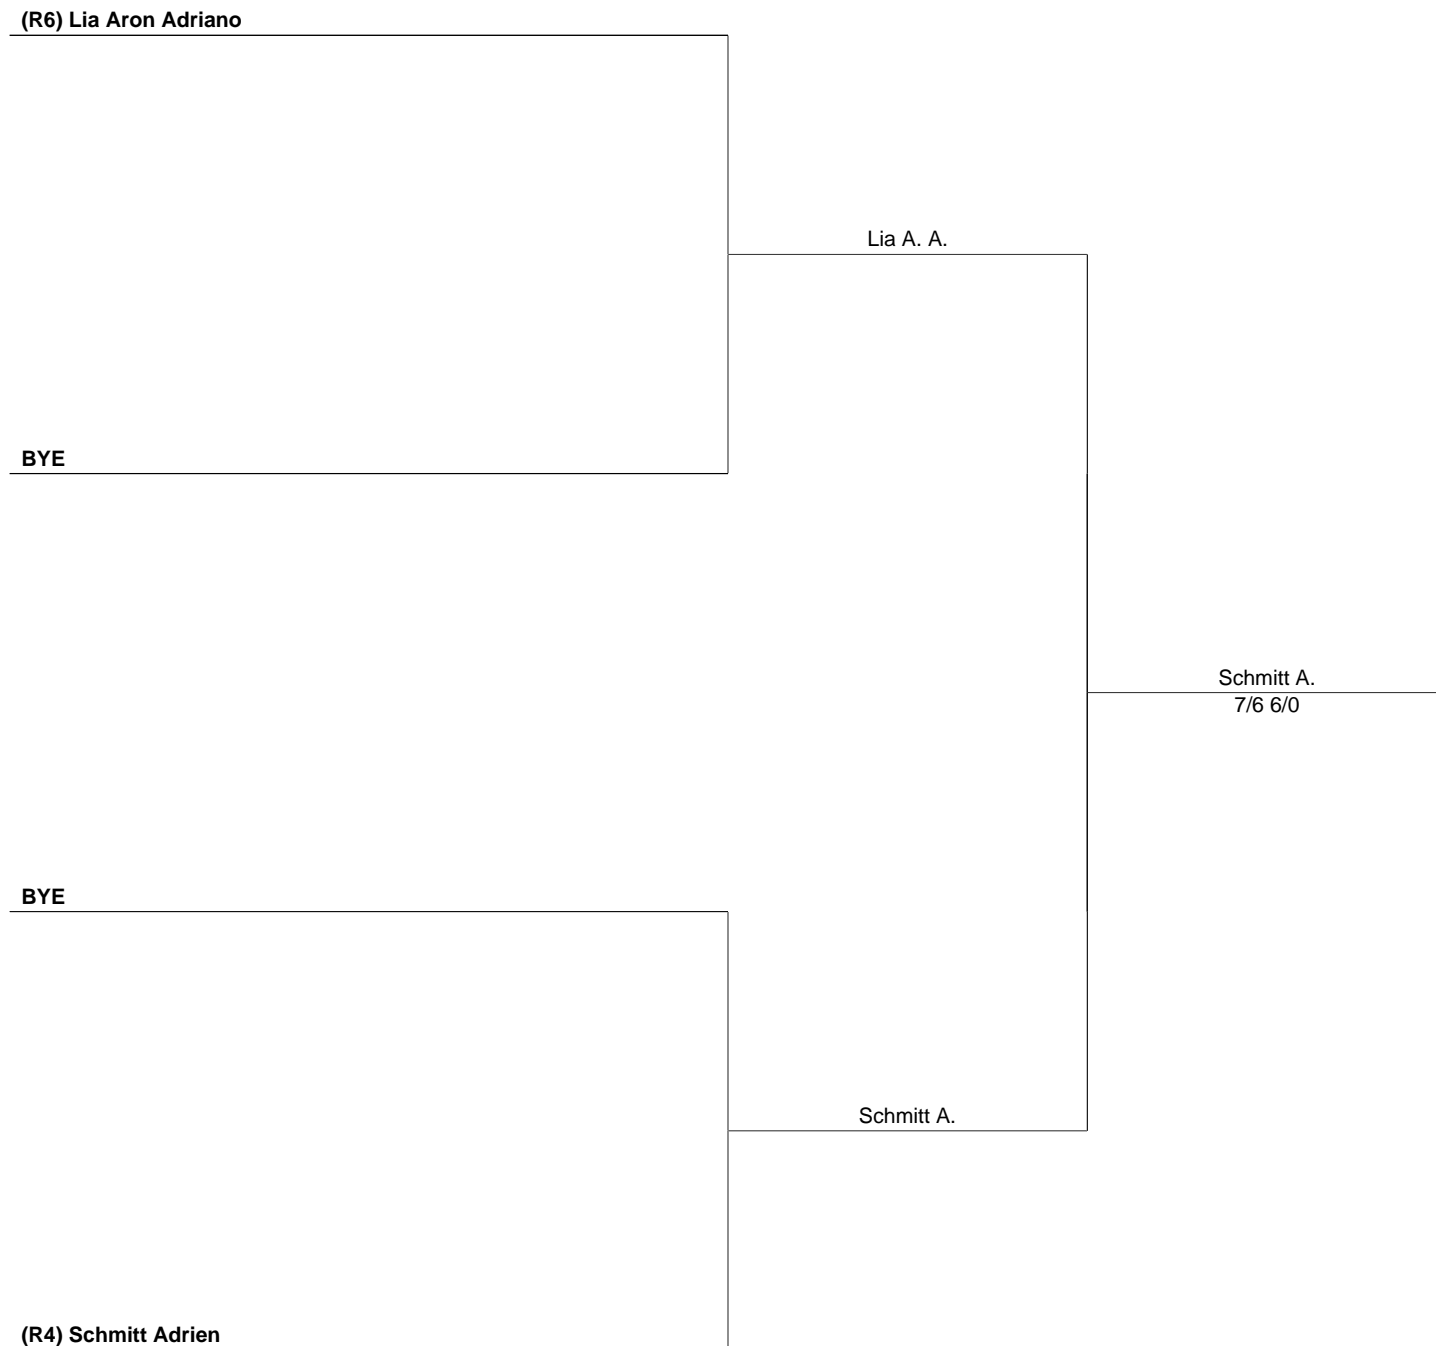 (R6) Lia Aron Adriano
Lia A. A.
BYE
Schmitt A.
7/6 6/0
BYE
Schmitt A.
(R4) Schmitt Adrien